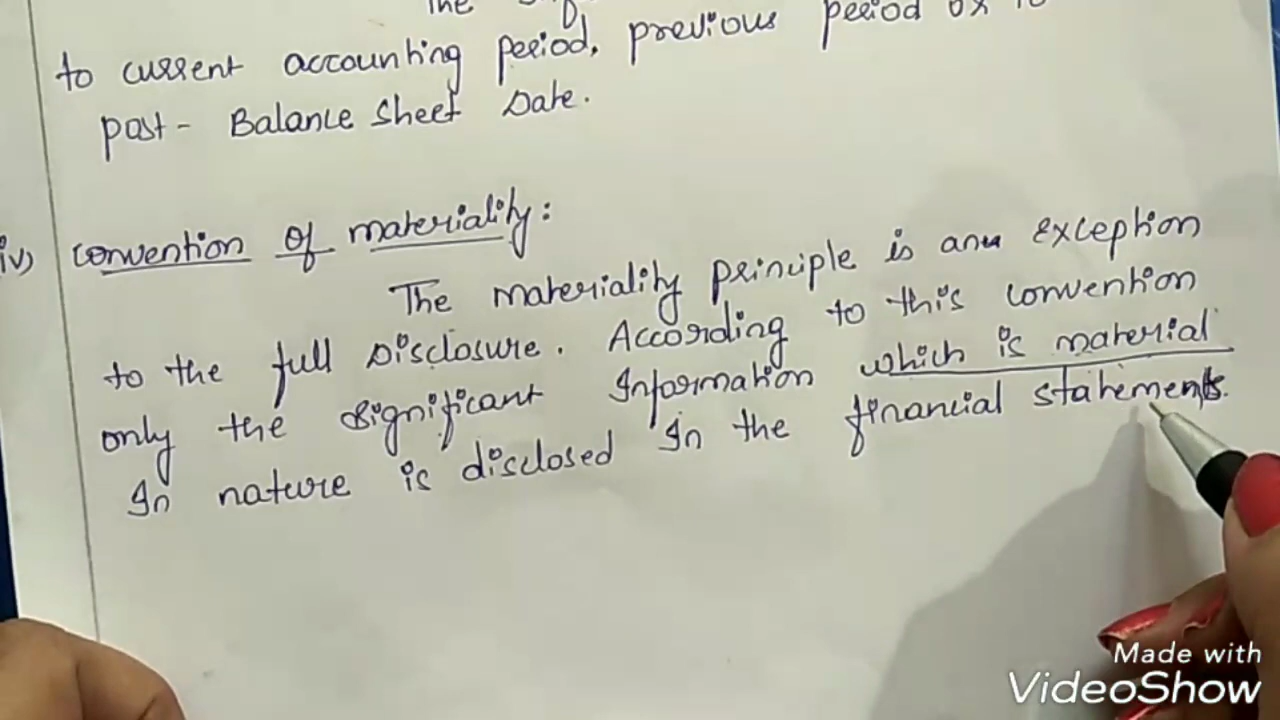 The
to current accounting period, previous period or
post - Balance sheet Date.
iv) convention of materiality:
The materiality principle is an exception
to the full Disclosure. According to this convention
only the significant Information which is material
In nature is disclosed In the financial statements.
Made with
VideoShow